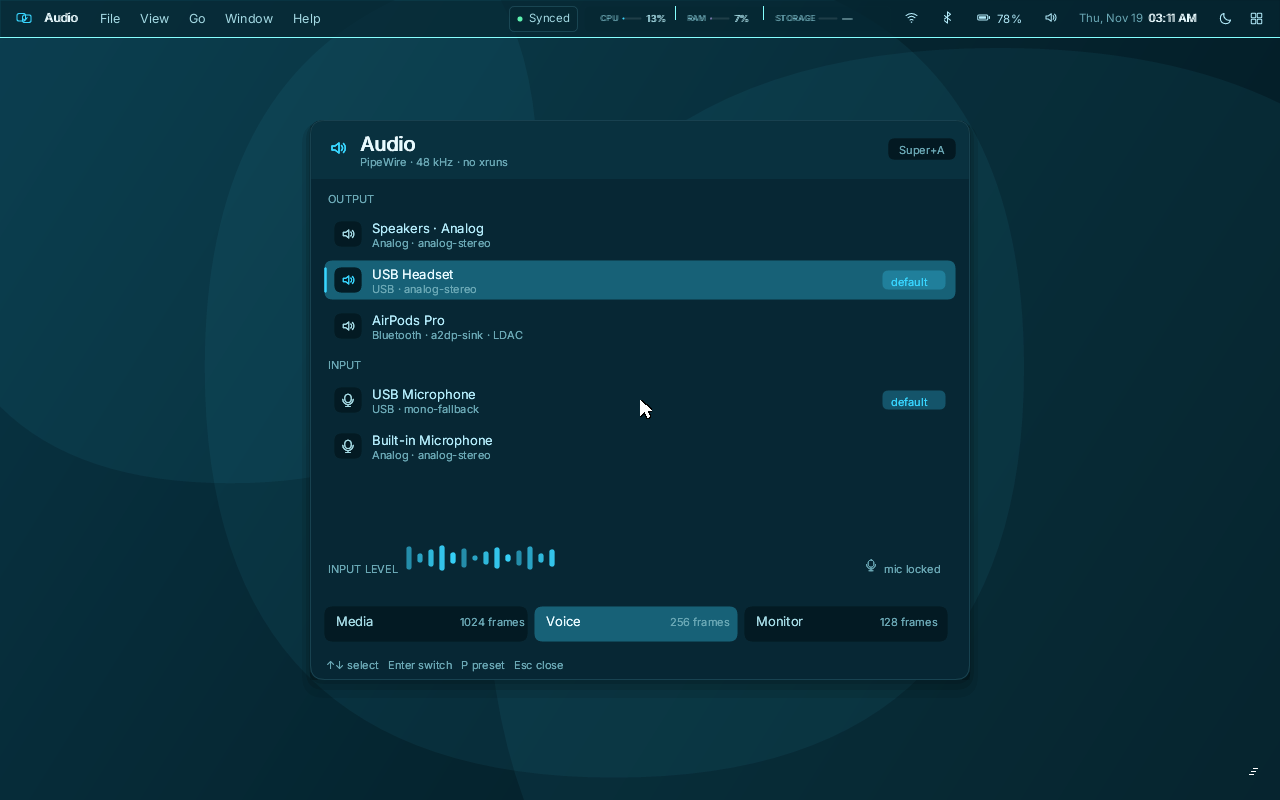 Audio File View Go Window Help Synced CPU 13% RAM 7% STORAGE — 78% Thu, Nov 19 03:11 AM
Audio
PipeWire · 48 kHz · no xruns
Super+A
OUTPUT
Speakers · Analog
Analog · analog-stereo
USB Headset
USB · analog-stereo
default
AirPods Pro
Bluetooth · a2dp-sink · LDAC
INPUT
USB Microphone
USB · mono-fallback
default
Built-in Microphone
Analog · analog-stereo
INPUT LEVEL mic locked
Media 1024 frames Voice 256 frames Monitor 128 frames
↑↓ select Enter switch P preset Esc close